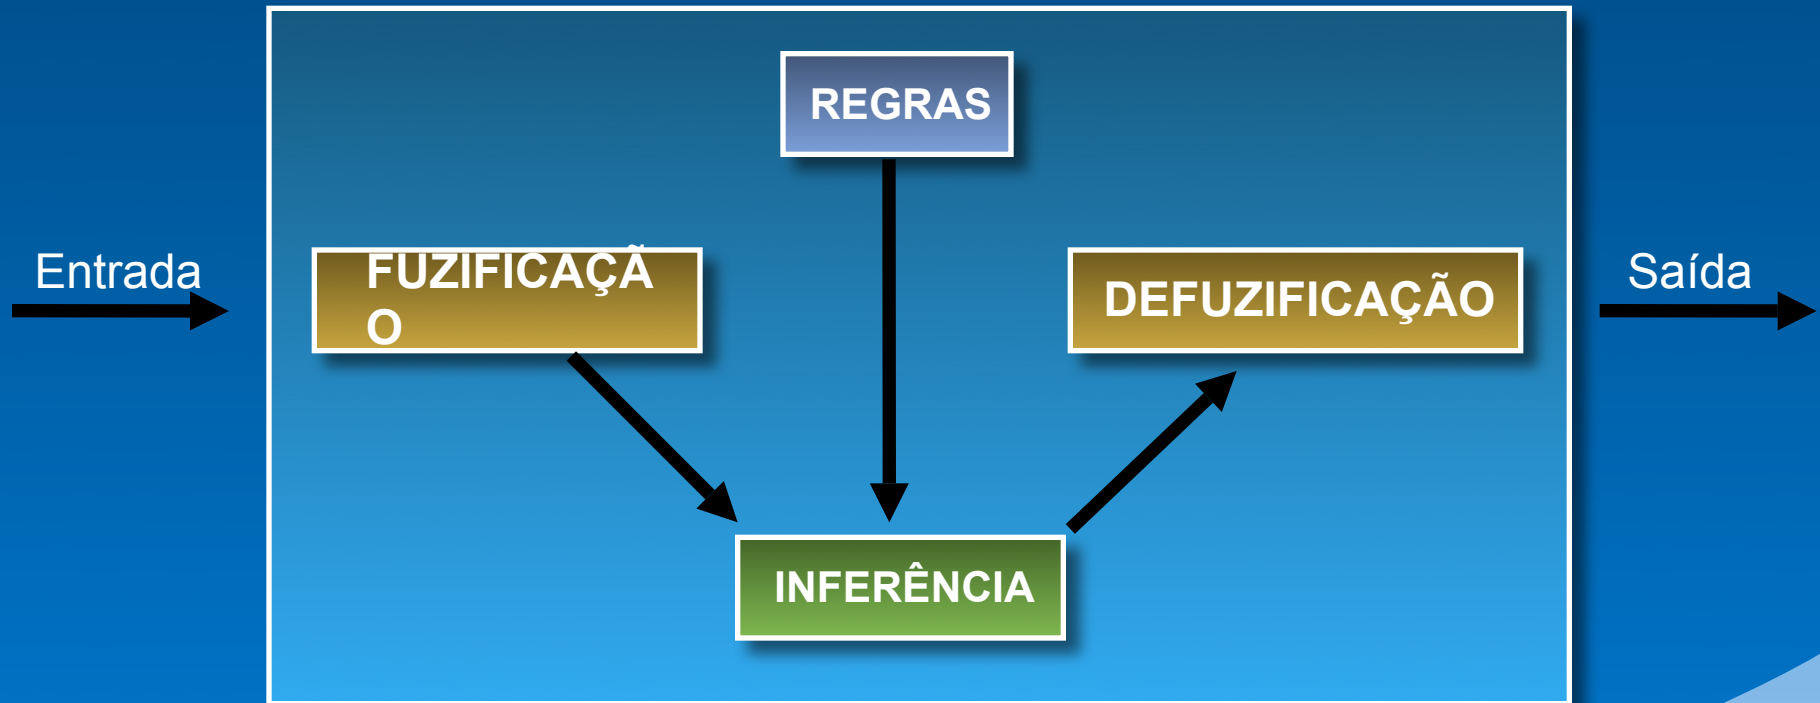 REGRAS
Entrada
FUZIFICAÇÃ
O
DEFUZIFICAÇÃO
Saída
INFERÊNCIA